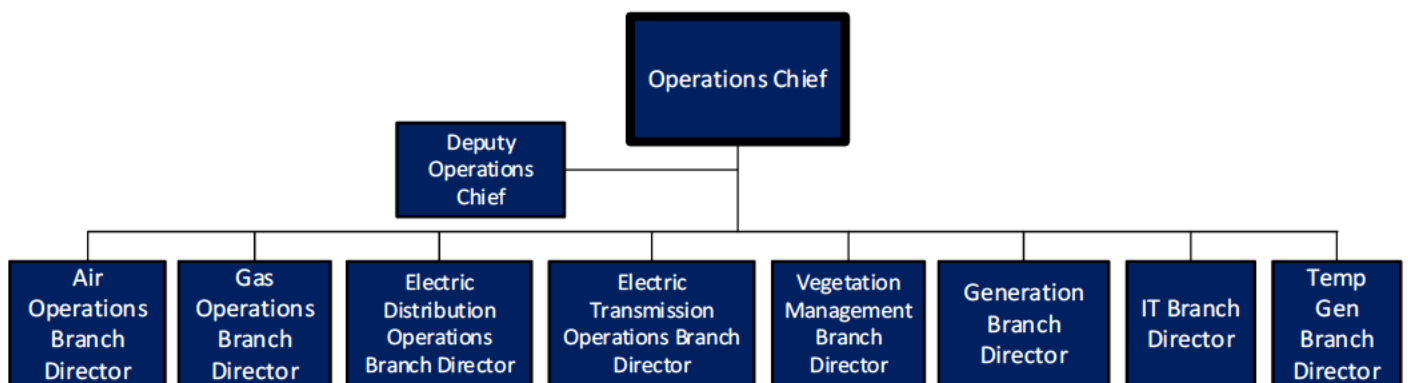 Operations Chief
Deputy
Operations
Chief
Air
Operations
Branch
Director
Gas
Operations
Branch
Director
Electric
Distribution
Operations
Branch Director
Electric
Transmission
Operations Branch
Director
Vegetation
Management
Branch
Director
Generation
Branch
Director
IT Branch
Director
Temp
Gen
Branch
Director